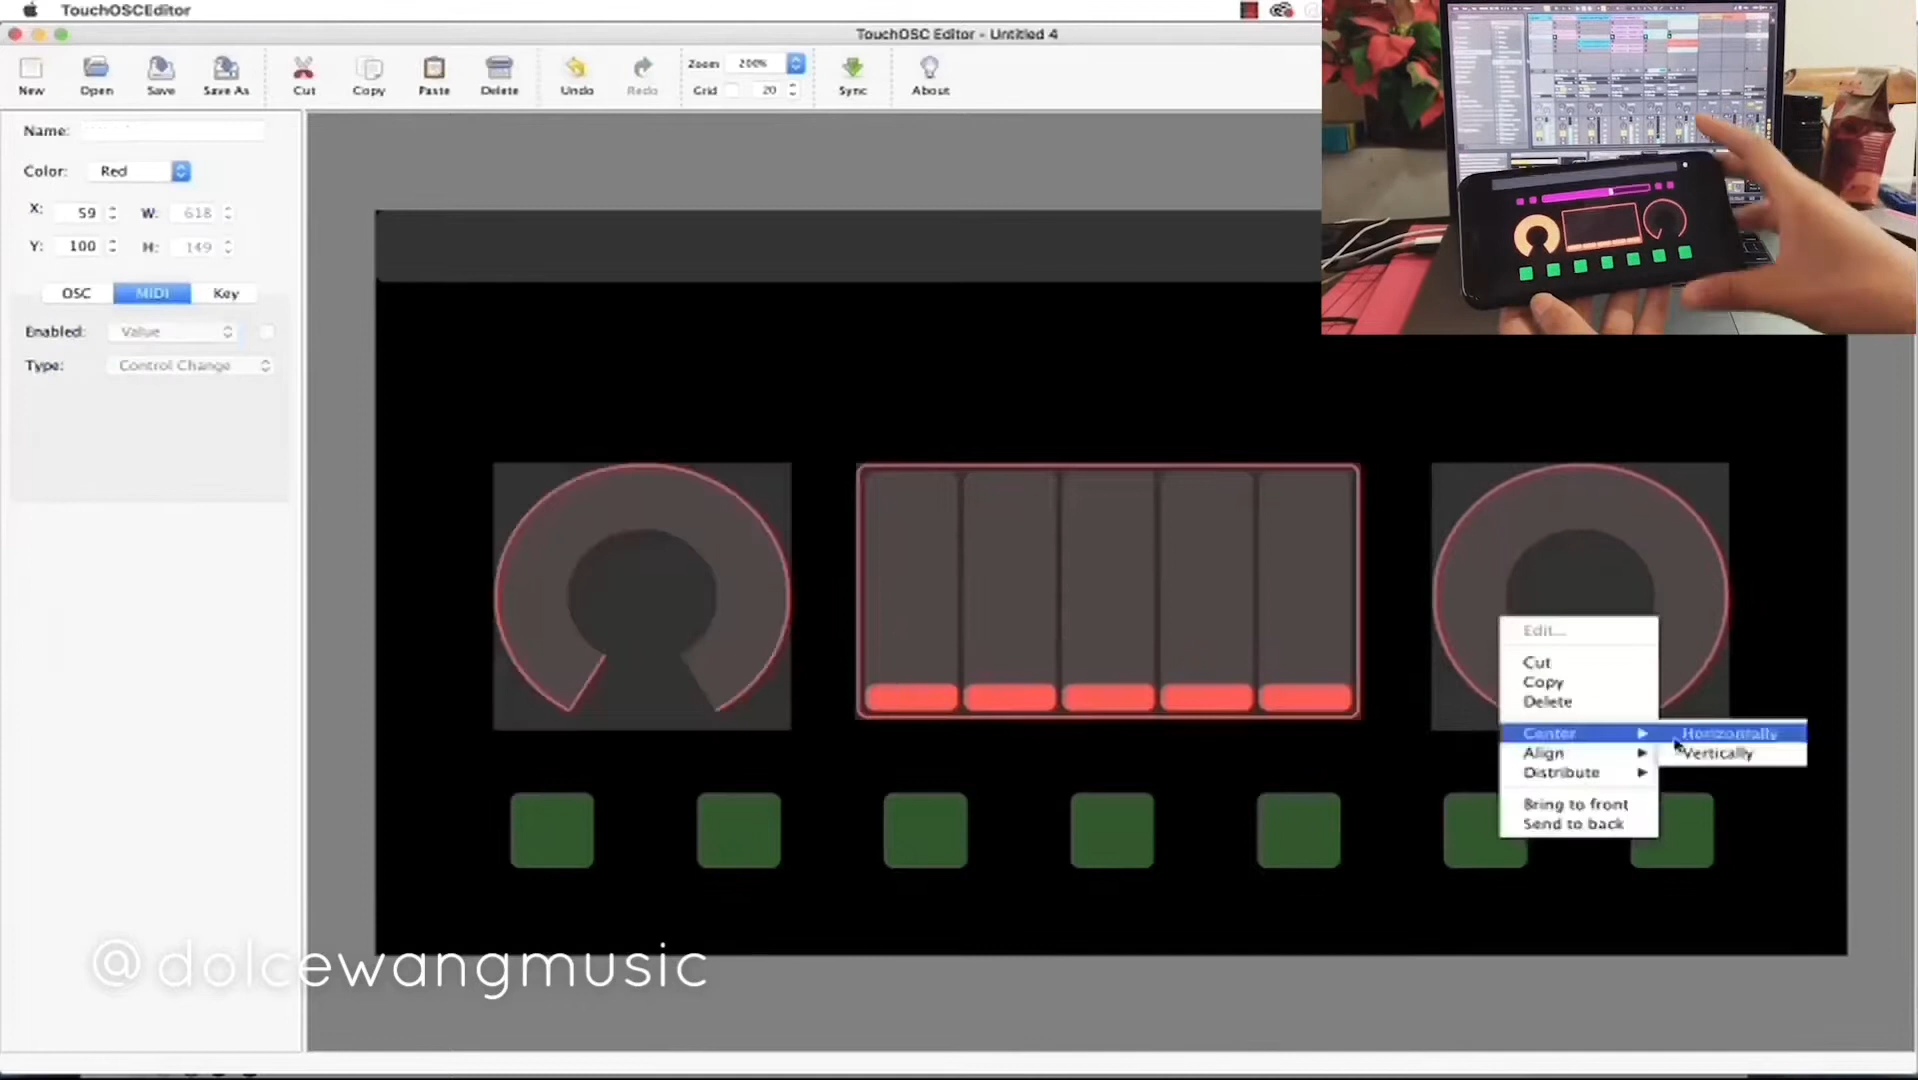 TouchOSCEditor
TouchOSC Editor - Untitled 4
New
Open
Save
Save As
Cut
Copy
Paste
Delete
Undo
Redo
Zoom
200%
Grid
20
Sync
About
Name:
Color:
Red
X:
59
W:
618
Y:
100
H:
149
OSC
MIDI
Key
Enabled:
Value
Type:
Control Change
Edit...
Cut
Copy
Delete
Center
Horizontally
Align
Vertically
Distribute
Bring to front
Send to back
@dolcewangmusic